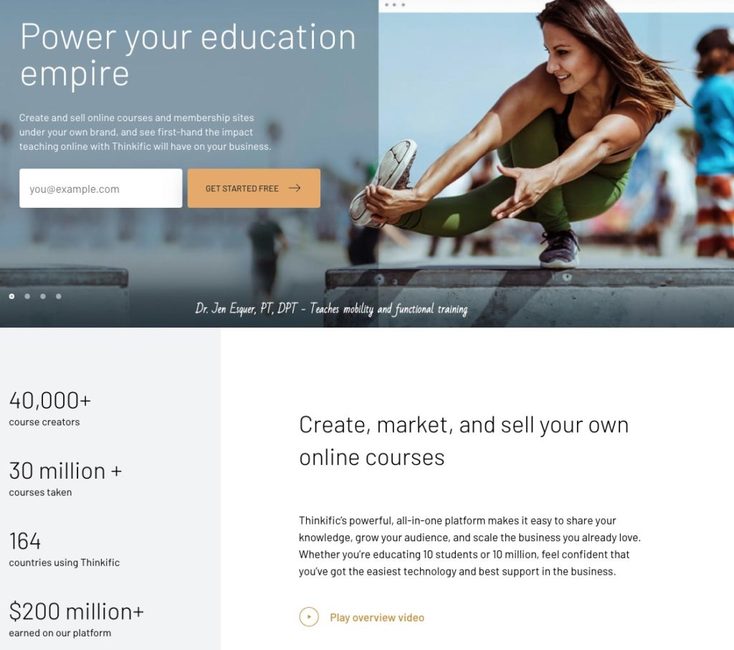 Power your education
empire
Create and sell online courses and membership sites
under your own brand, and see first-hand the impact
teaching online with Thinkific will have on your business.
you@example.com
GET STARTED FREE
Dr. Jen Esquer, PT, DPT - Teaches mobility and functional training
40,000+
course creators
30 million +
courses taken
164
countries using Thinkific
$200 million+
earned on our platform
Create, market, and sell your own
online courses
Thinkific's powerful, all-in-one platform makes it easy to share your
knowledge, grow your audience, and scale the business you already love.
Whether you're educating 10 students or 10 million, feel confident that
you've got the easiest technology and best support in the business.
Play overview video